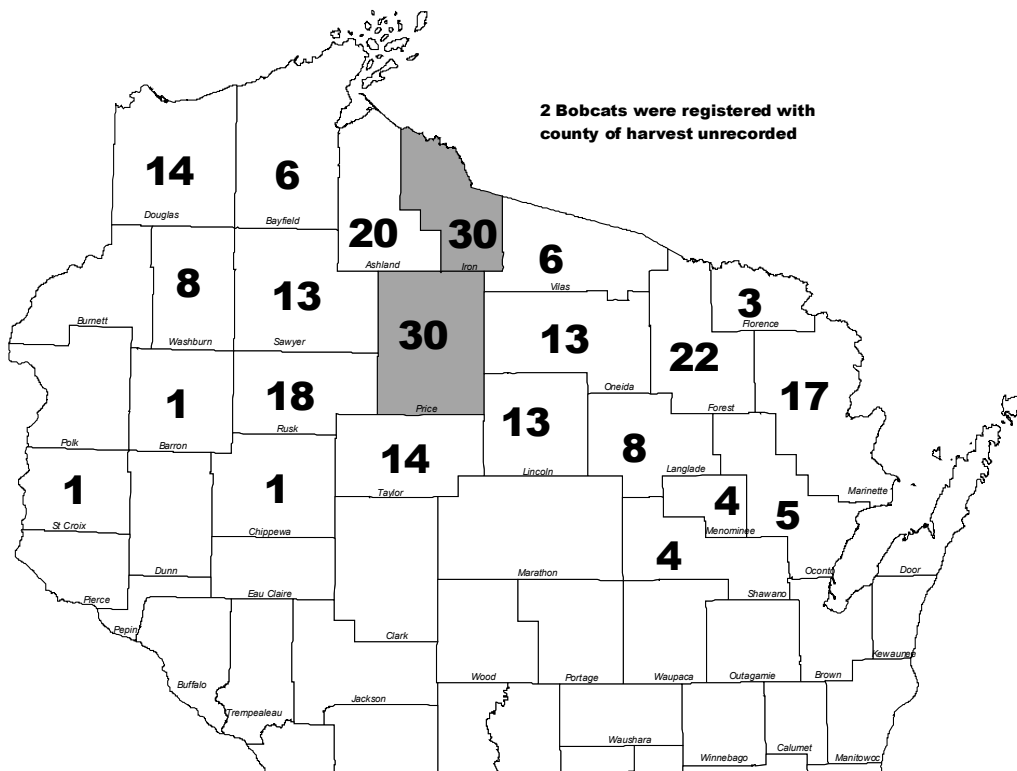 2 Bobcats were registered with
county of harvest unrecorded
14
Douglas
6
Bayfield
20
Ashland
30
Iron
6
Vilas
8
Washburn
13
Sawyer
30
Price
13
Oneida
3
Florence
22
Forest
17
Marinette
Burnett
1
Barron
18
Rusk
Polk
14
Taylor
13
Lincoln
8
Langlade
1
St Croix
1
Chippewa
4
Menominee
5
Oconto
4
Shawano
Marathon
Door
Dunn
Pierce
Eau Claire
Pepin
Clark
Kewaunee
Buffalo
Trempealeau
Jackson
Wood
Portage
Waupaca
Outagamie
Brown
Waushara
Winnebago
Calumet
Manitowoc